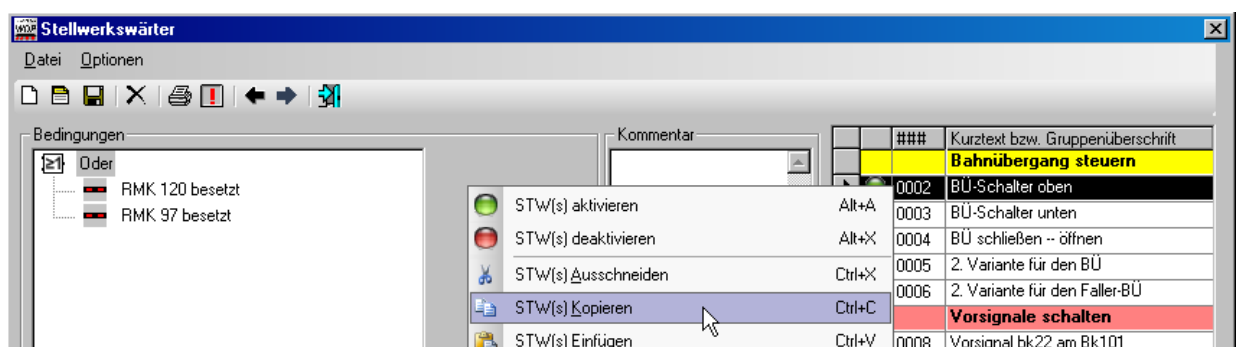 Stellwerkswärter
Datei Optionen
Bedingungen
≥1 Oder
RMK 120 besetzt
RMK 97 besetzt
Kommentar
STW(s) aktivieren Alt+A
STW(s) deaktivieren Alt+X
STW(s) Ausschneiden Ctrl+X
STW(s) Kopieren Ctrl+C
STW(s) Einfügen Ctrl+V
### Kurztext bzw. Gruppenüberschrift
Bahnübergang steuern
0002 BÜ-Schalter oben
0003 BÜ-Schalter unten
0004 BÜ schließen -- öffnen
0005 2. Variante für den BÜ
0006 2. Variante für den Faller-BÜ
Vorsignale schalten
0008 Vorsignal bk22 am Bk101